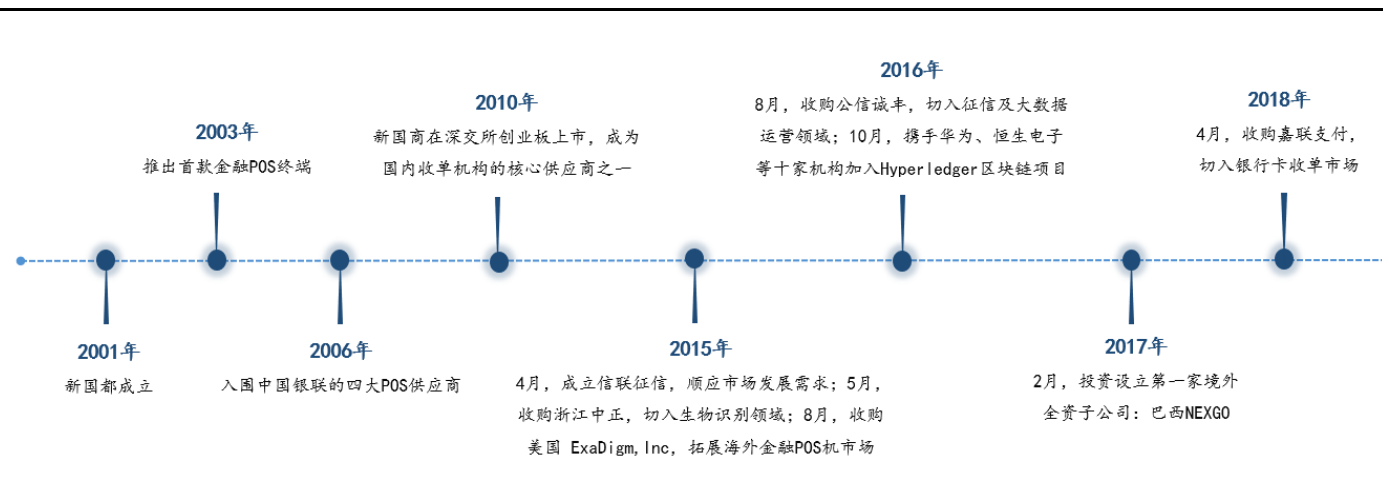 2001年
新国都成立
2003年
推出首款金融POS终端
2006年
入围中国银联的四大POS供应商
2010年
新国商在深交所创业板上市，成为
国内收单机构的核心供应商之一
2015年
4月，成立信联征信，顺应市场发展需求；5月，
收购浙江中正，切入生物识别领域；8月，收购
美国 ExaDigm,Inc，拓展海外金融POS机市场
2016年
8月，收购公信诚丰，切入征信及大数据
运营领域；10月，携手华为、恒生电子
等十家机构加入Hyperledger区块链项目
2017年
2月，投资设立第一家境外
全资子公司：巴西NEXGO
2018年
4月，收购嘉联支付，
切入银行卡收单市场